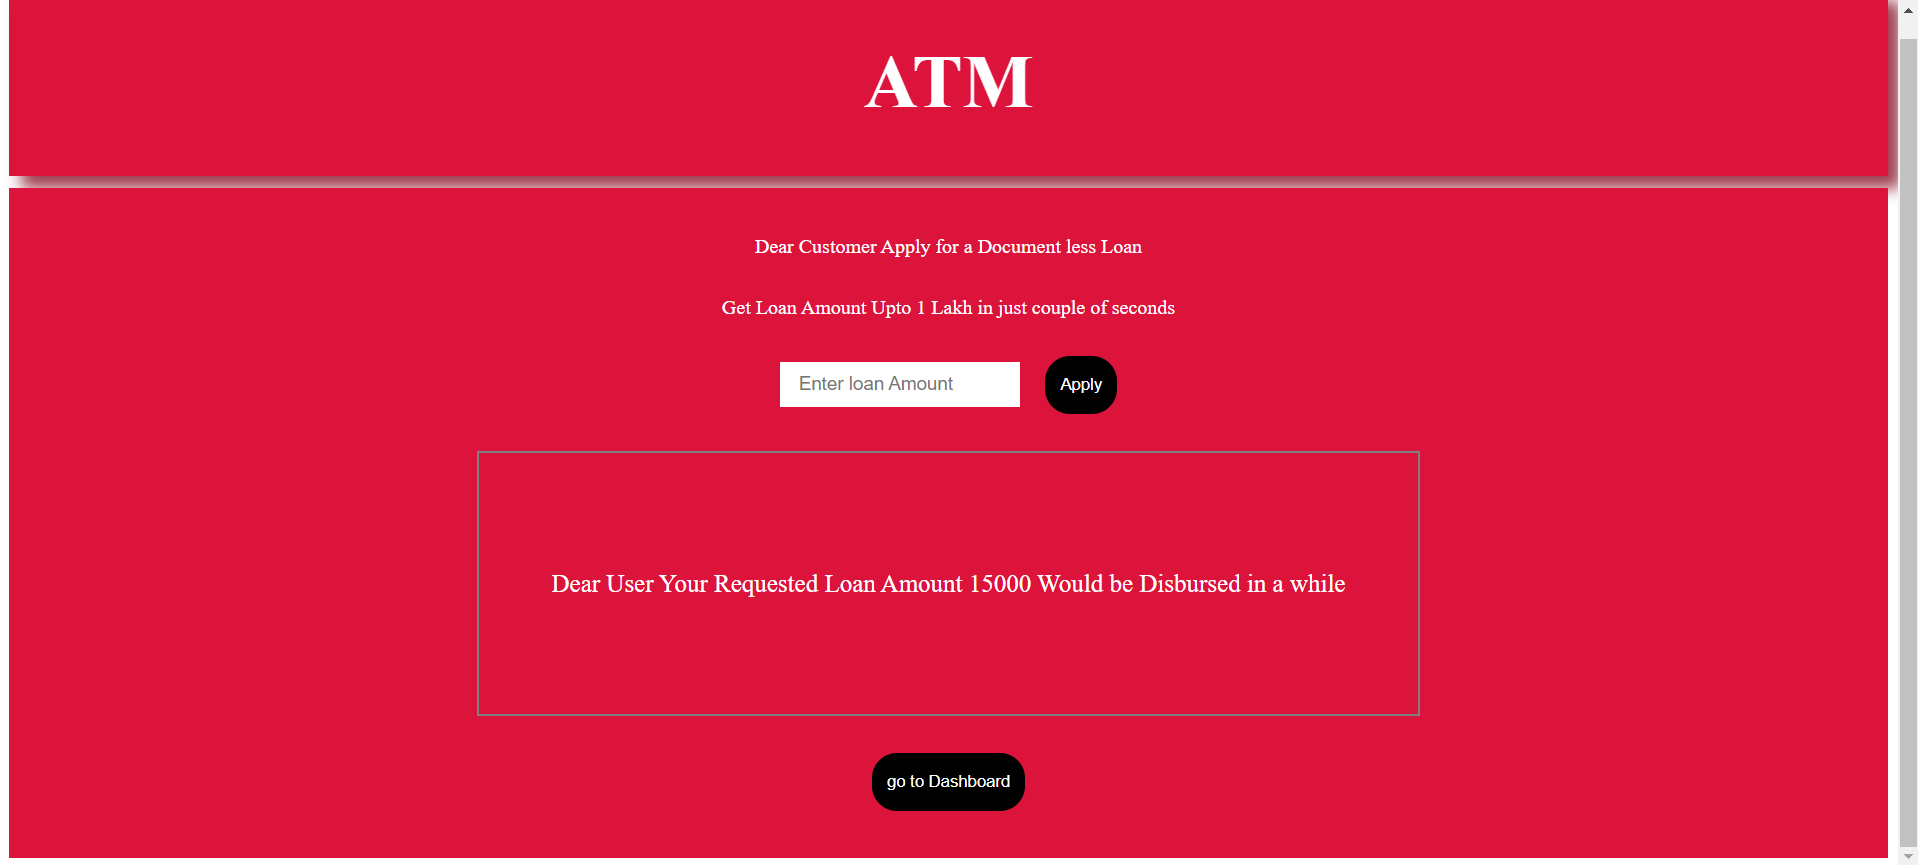 ATM
Dear Customer Apply for a Document less Loan
Get Loan Amount Upto 1 Lakh in just couple of seconds
Enter loan Amount
Apply
Dear User Your Requested Loan Amount 15000 Would be Disbursed in a while
go to Dashboard